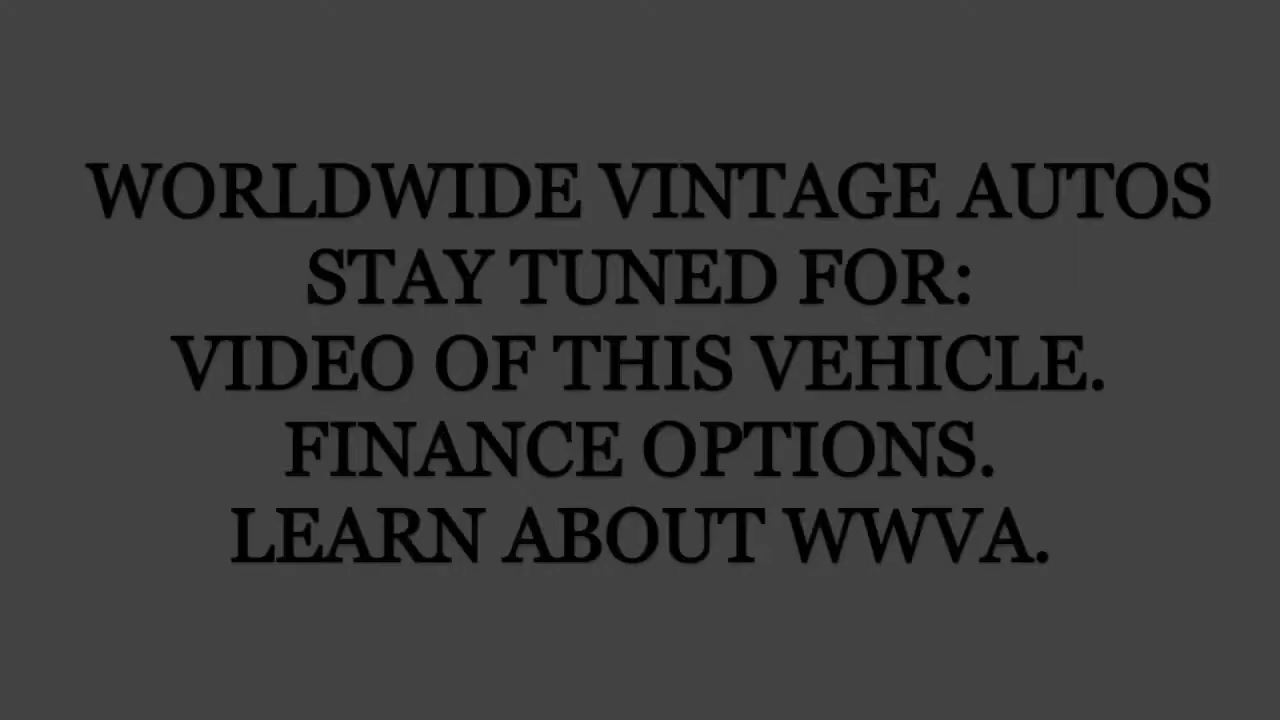 WORLDWIDE VINTAGE AUTOS
STAY TUNED FOR:
VIDEO OF THIS VEHICLE.
FINANCE OPTIONS.
LEARN ABOUT WWVA.